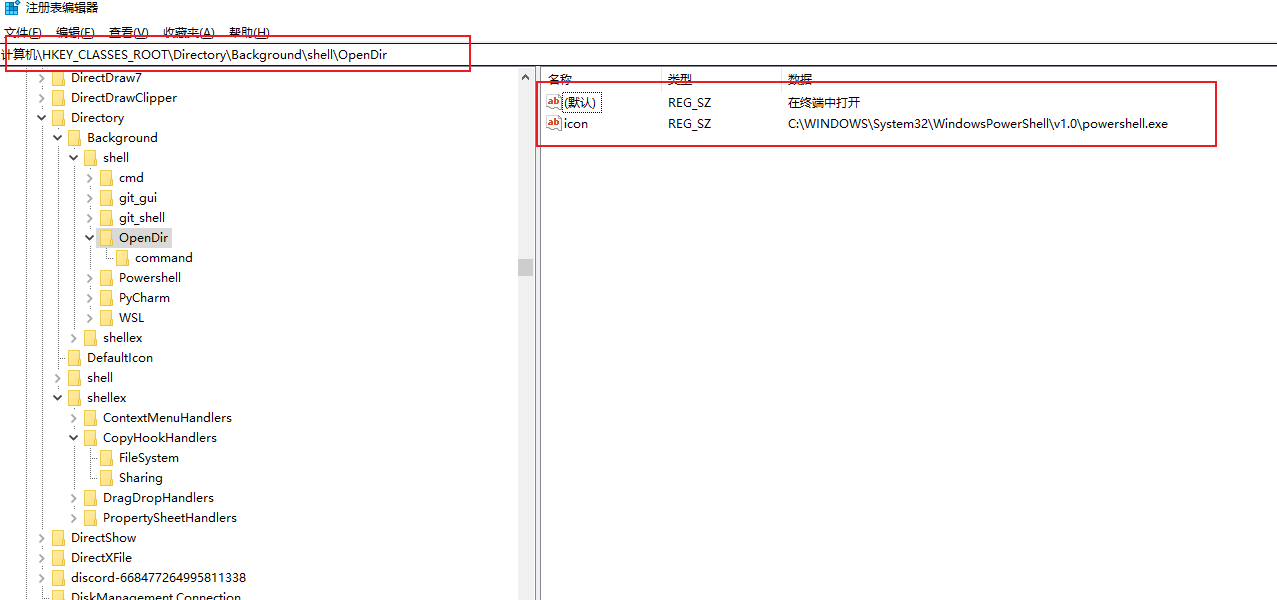 注册表编辑器
文件(F) 编辑(E) 查看(V) 收藏夹(A) 帮助(H)
计算机\HKEY_CLASSES_ROOT\Directory\Background\shell\OpenDir
DirectDraw7
DirectDrawClipper
Directory
Background
shell
cmd
git_gui
git_shell
OpenDir
command
Powershell
PyCharm
WSL
shellex
DefaultIcon
shell
shellex
ContextMenuHandlers
CopyHookHandlers
FileSystem
Sharing
DragDropHandlers
PropertySheetHandlers
DirectShow
DirectXFile
discord-668477264995811338
DiskManagement.Connection
名称 类型 数据
ab (默认) REG_SZ 在终端中打开
ab icon REG_SZ C:\WINDOWS\System32\WindowsPowerShell\v1.0\powershell.exe